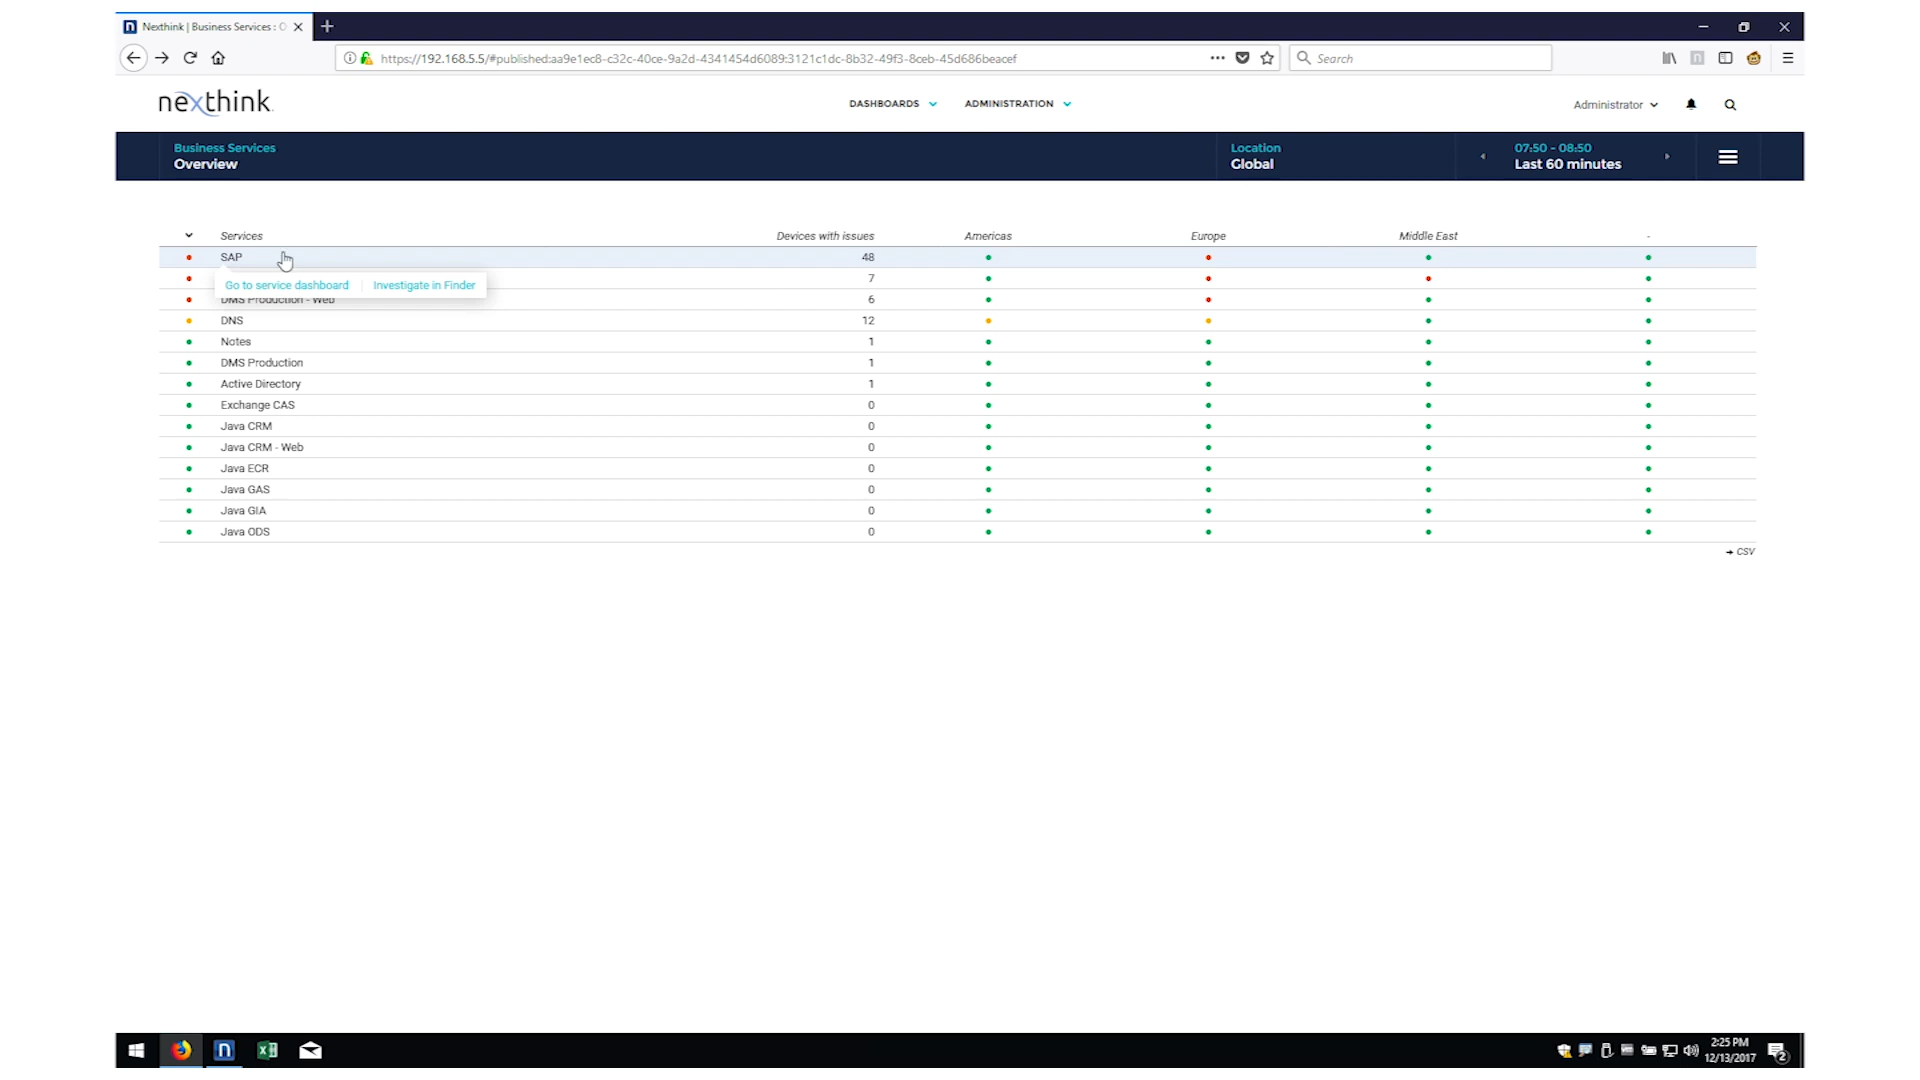 Nexthink | Business Services : O
https://192.168.5.5/#published:aa9e1ec8-c32c-40ce-9a2d-4341454d6089:3121c1dc-8b32-49f3-8ceb-45d686beacef
Search
nexthink
DASHBOARDS
ADMINISTRATION
Administrator
Business Services
Overview
Location
Global
07:50 - 08:50
Last 60 minutes
Services Devices with issues Americas Europe Middle East -
SAP 48
7
Go to service dashboard Investigate in Finder
DMS Production - Web 6
DNS 12
Notes 1
DMS Production 1
Active Directory 1
Exchange CAS 0
Java CRM 0
Java CRM - Web 0
Java ECR 0
Java GAS 0
Java GIA 0
Java ODS 0
CSV
2:25 PM
12/13/2017
2